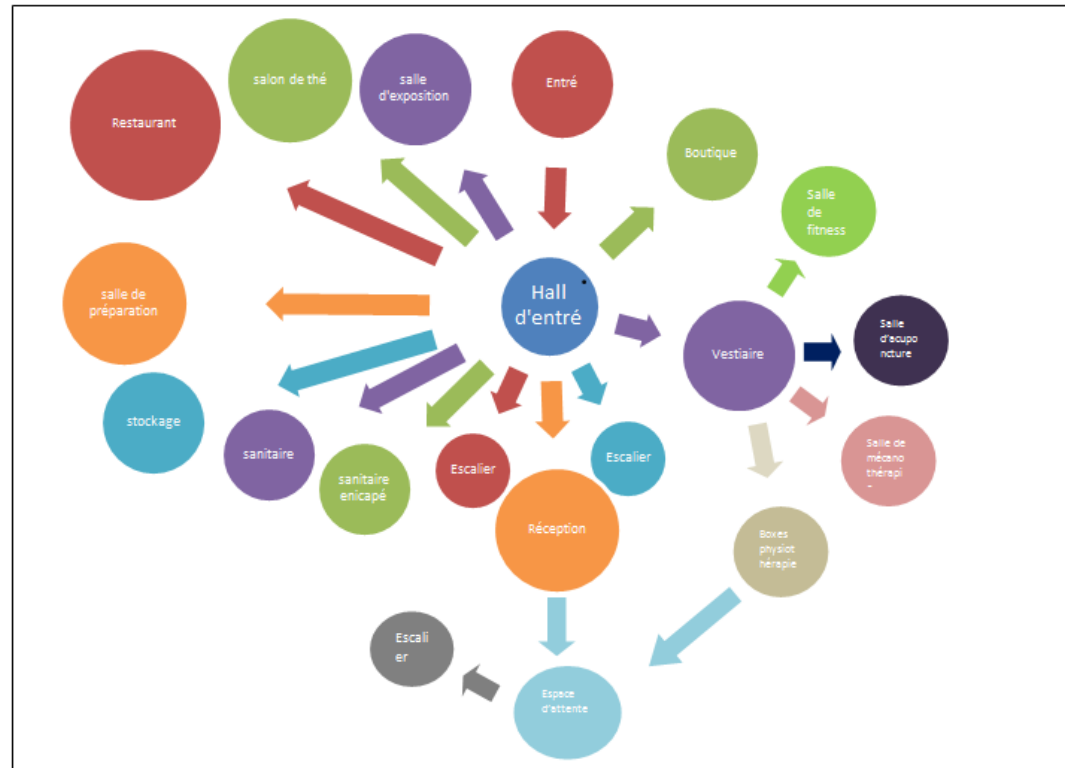 salon de thé
salle
d'exposition
Entré
Restaurant
Boutique
Salle
de
fitness
Hall
d'entré
salle de
préparation
Salle
d'acupo
ncture
Vestiaire
stockage
sanitaire
sanitaire
enicapé
Escalier
Escalier
Salle de
mécano
thérapi
Réception
Boxes
physiot
hérapie
Escali
er
Espace
d'attente